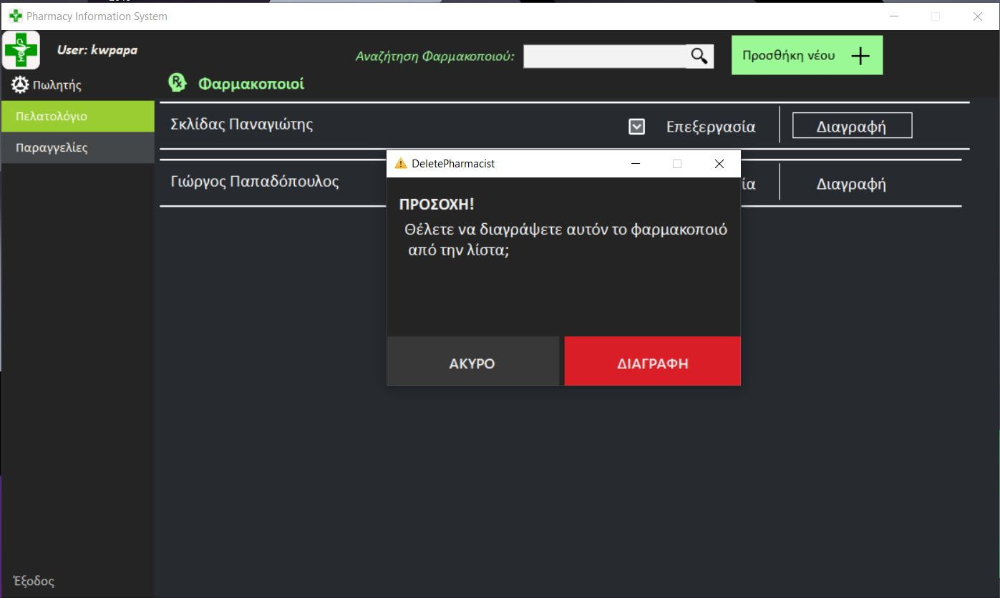 Pharmacy Information System
User: kwpapa
Αναζήτηση Φαρμακοποιού:
Προσθήκη νέου
Πωλητής
Φαρμακοποιοί
Πελατολόγιο
Παραγγελίες
Σκλίδας Παναγιώτης
Επεξεργασία
Διαγραφή
Γιώργος Παπαδόπουλος
ία
Διαγραφή
DeletePharmacist
ΠΡΟΣΟΧΗ!
Θέλετε να διαγράψετε αυτόν το φαρμακοποιό
από την λίστα;
ΑΚΥΡΟ
ΔΙΑΓΡΑΦΗ
Έξοδος